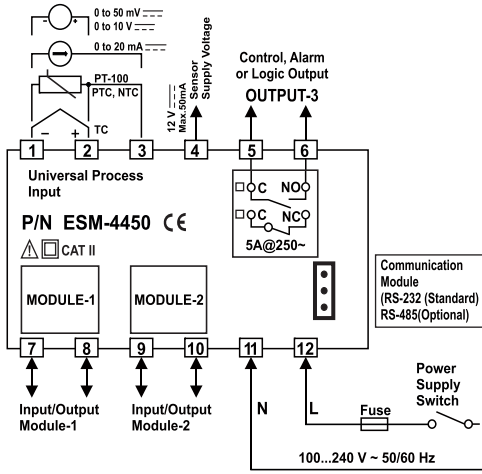 0 to 50 mV
0 to 10 V
0 to 20 mA
PT-100
PTC, NTC
TC
− +
12 V
Max.50mA
Sensor
Supply Voltage
Control, Alarm
or Logic Output
OUTPUT-3
1 2 3 4 5 6
Universal Process
Input
P/N ESM-4450 CE
CAT II
C NO
C NC
5A@250~
MODULE-1
MODULE-2
Communication
Module
(RS-232 (Standard)
RS-485(Optional)
7 8 9 10 11 12
Input/Output
Module-1
Input/Output
Module-2
N L
Fuse
Power
Supply
Switch
100...240 V ~ 50/60 Hz